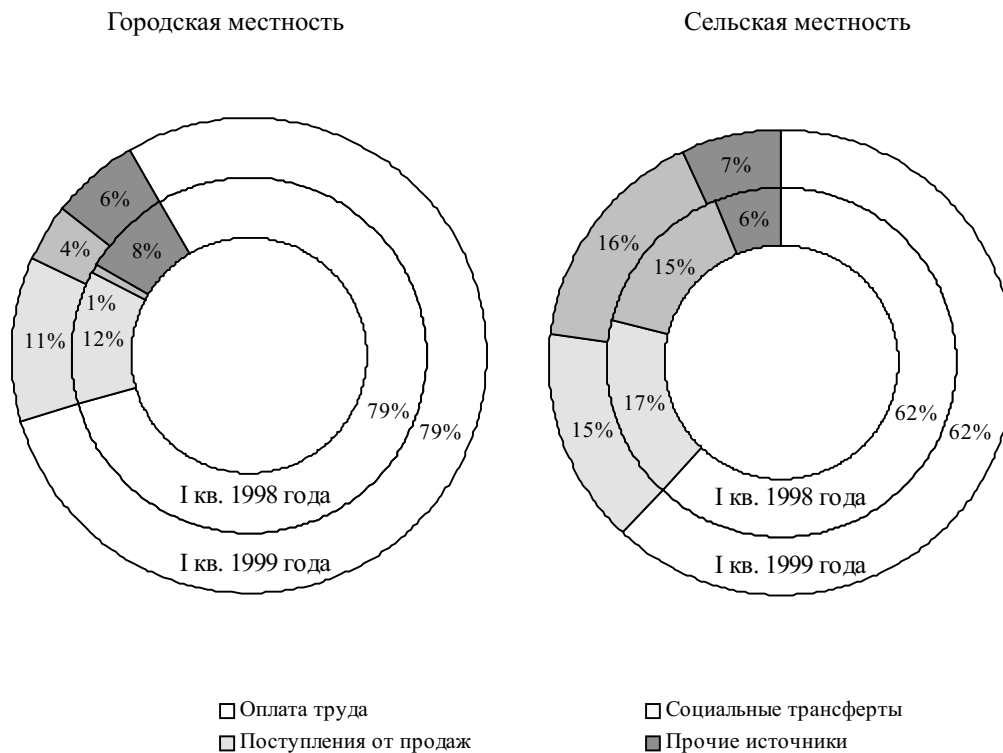 Городская местность
Сельская местность
6%
4%
11%
8%
1%
12%
79%
79%
I кв. 1998 года
I кв. 1999 года
7%
16%
15%
6%
15%
17%
62%
62%
I кв. 1998 года
I кв. 1999 года
Оплата труда
Социальные трансферты
Поступления от продаж
Прочие источники